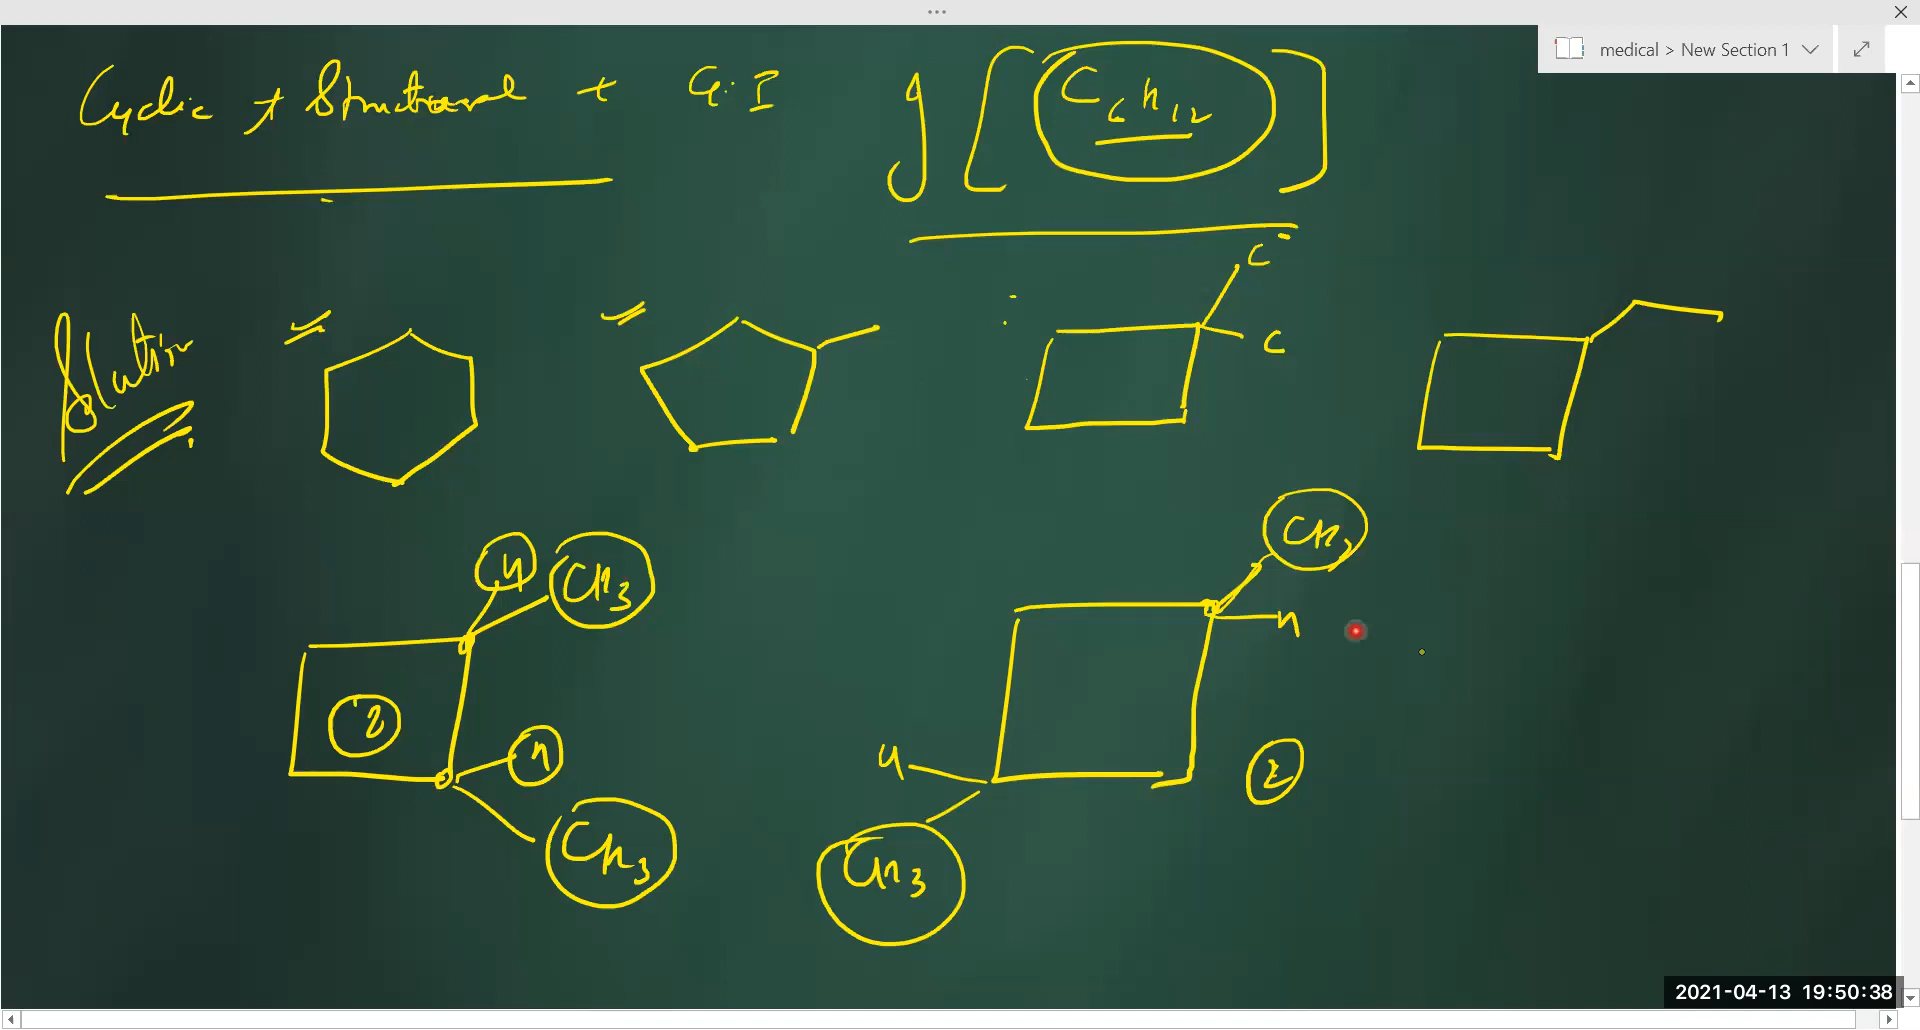 medical > New Section 1
Cyclic + Structural + G.I of [C6H12]
Solution
C
C
H CH3
CH3
H
2
H
H
2
CH3
CH3
2021-04-13 19:50:38